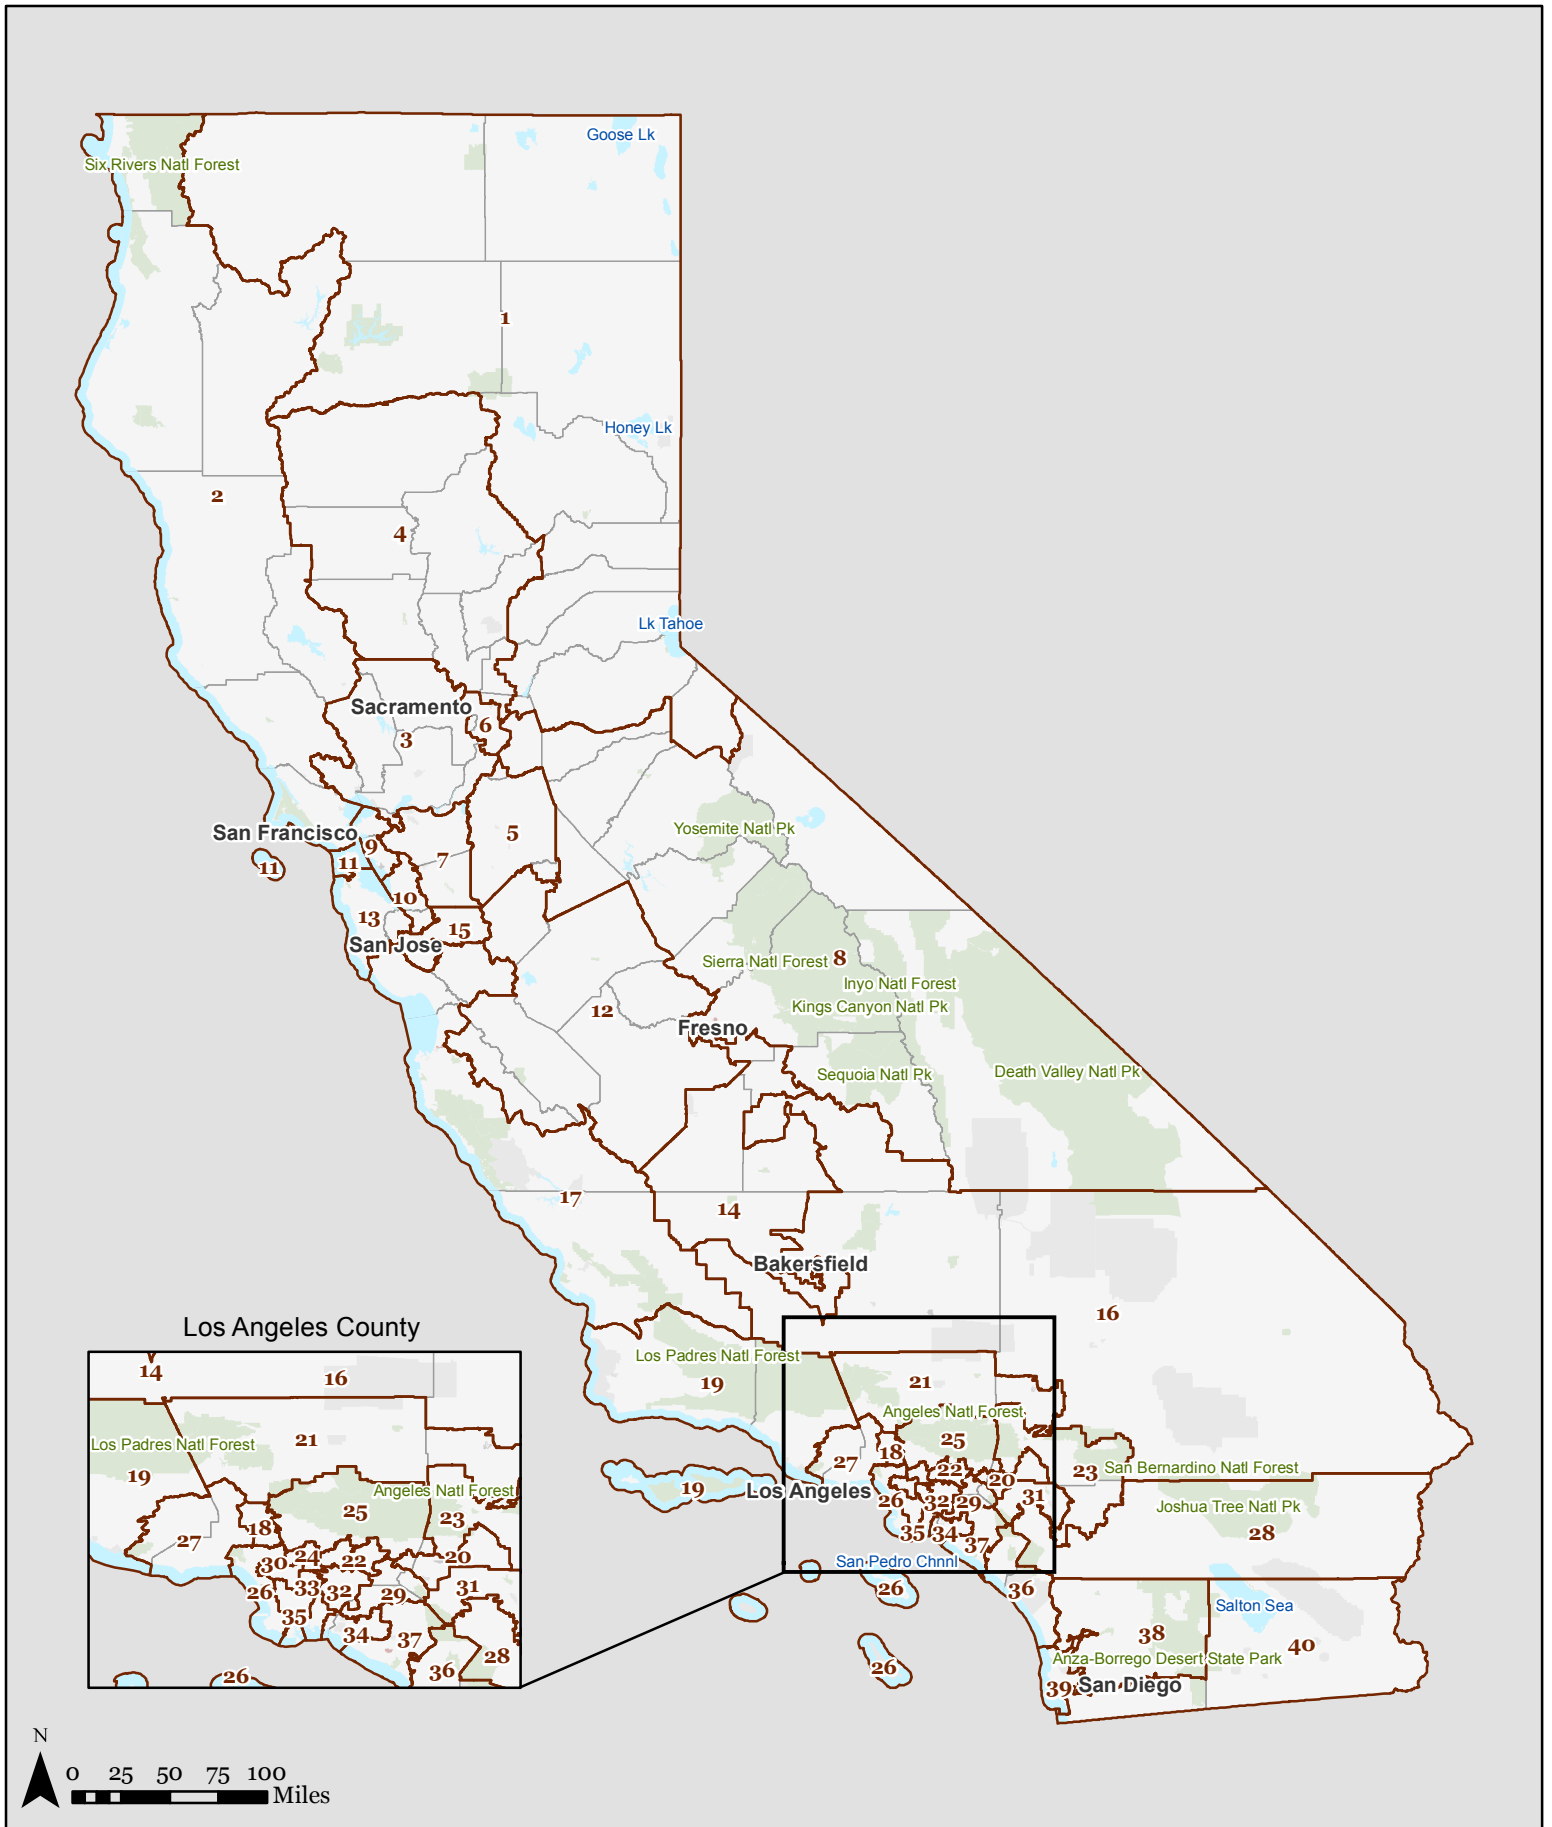 Goose Lk
Six Rivers Natl Forest
1
Honey Lk
2
4
Lk Tahoe
Sacramento
6
3
Yosemite Natl Pk
San Francisco
5
9
7
11
11
10
13
15
San Jose
Sierra Natl Forest
8
Inyo Natl Forest
Kings Canyon Natl Pk
12
Fresno
Sequoia Natl Pk
Death Valley Natl Pk
17
14
Bakersfield
16
Los Padres Natl Forest
19
21
Angeles Natl Forest
25
18
27
22
20
23
San Bernardino Natl Forest
19
Los Angeles
26
32
29
31
Joshua Tree Natl Pk
28
35
34
37
San Pedro Chnnl
26
36
Salton Sea
38
40
Anza-Borrego Desert State Park
26
39
San Diego
Los Angeles County
14
16
21
Los Padres Natl Forest
19
Angeles Natl Forest
25
23
18
27
30
24
22
20
26
33
32
29
31
35
34
37
28
36
26
N
0 25 50 75 100
Miles